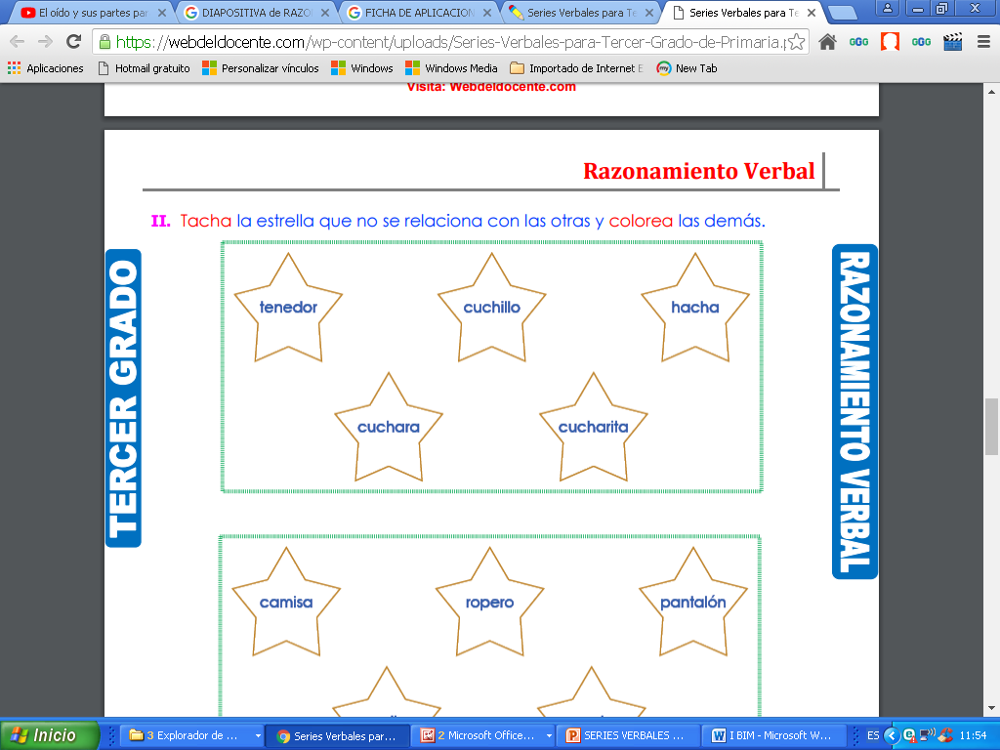 El oído y sus partes par
DIAPOSITIVA de RAZO
FICHA DE APLICACION
Series Verbales para Te
Series Verbales para Te
https://webdeldocente.com/wp-content/uploads/Series-Verbales-para-Tercer-Grado-de-Primaria.p
Aplicaciones
Hotmail gratuito
Personalizar vínculos
Windows
Windows Media
Importado de Internet E
New Tab
Visita: Webdeldocente.com
Razonamiento Verbal
II. Tacha la estrella que no se relaciona con las otras y colorea las demás.
TERCER GRADO
RAZONAMIENTO VERBAL
tenedor
cuchillo
hacha
cuchara
cucharita
camisa
ropero
pantalón
Inicio
3 Explorador de ...
Series Verbales par...
2 Microsoft Office...
SERIES VERBALES ...
I BIM - Microsoft W...
ES
11:54